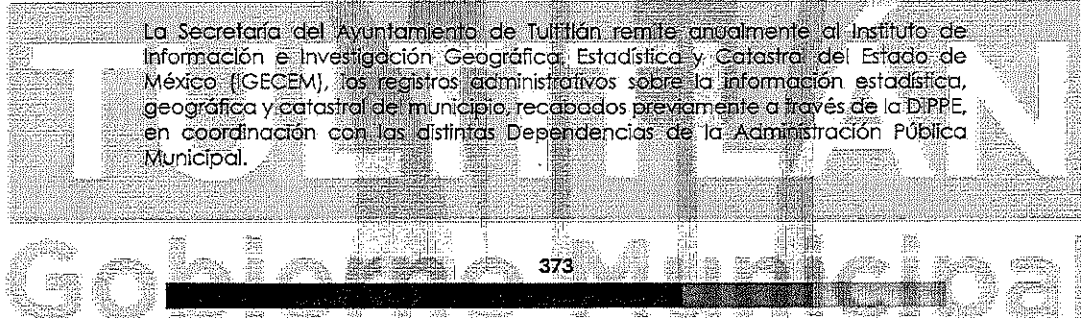 La Secretaría del Ayuntamiento de Tultitlán remite anualmente al Instituto de
Información e Investigación Geográfica, Estadística y Catastral del Estado de
México (IGECEM), los registros administrativos sobre la información estadística,
geográfica y catastral de municipio, recabados previamente a través de la DIPPE,
en coordinación con las distintas Dependencias de la Administración Pública
Municipal.
TULTITLÁN
Gobierno Municipal
373